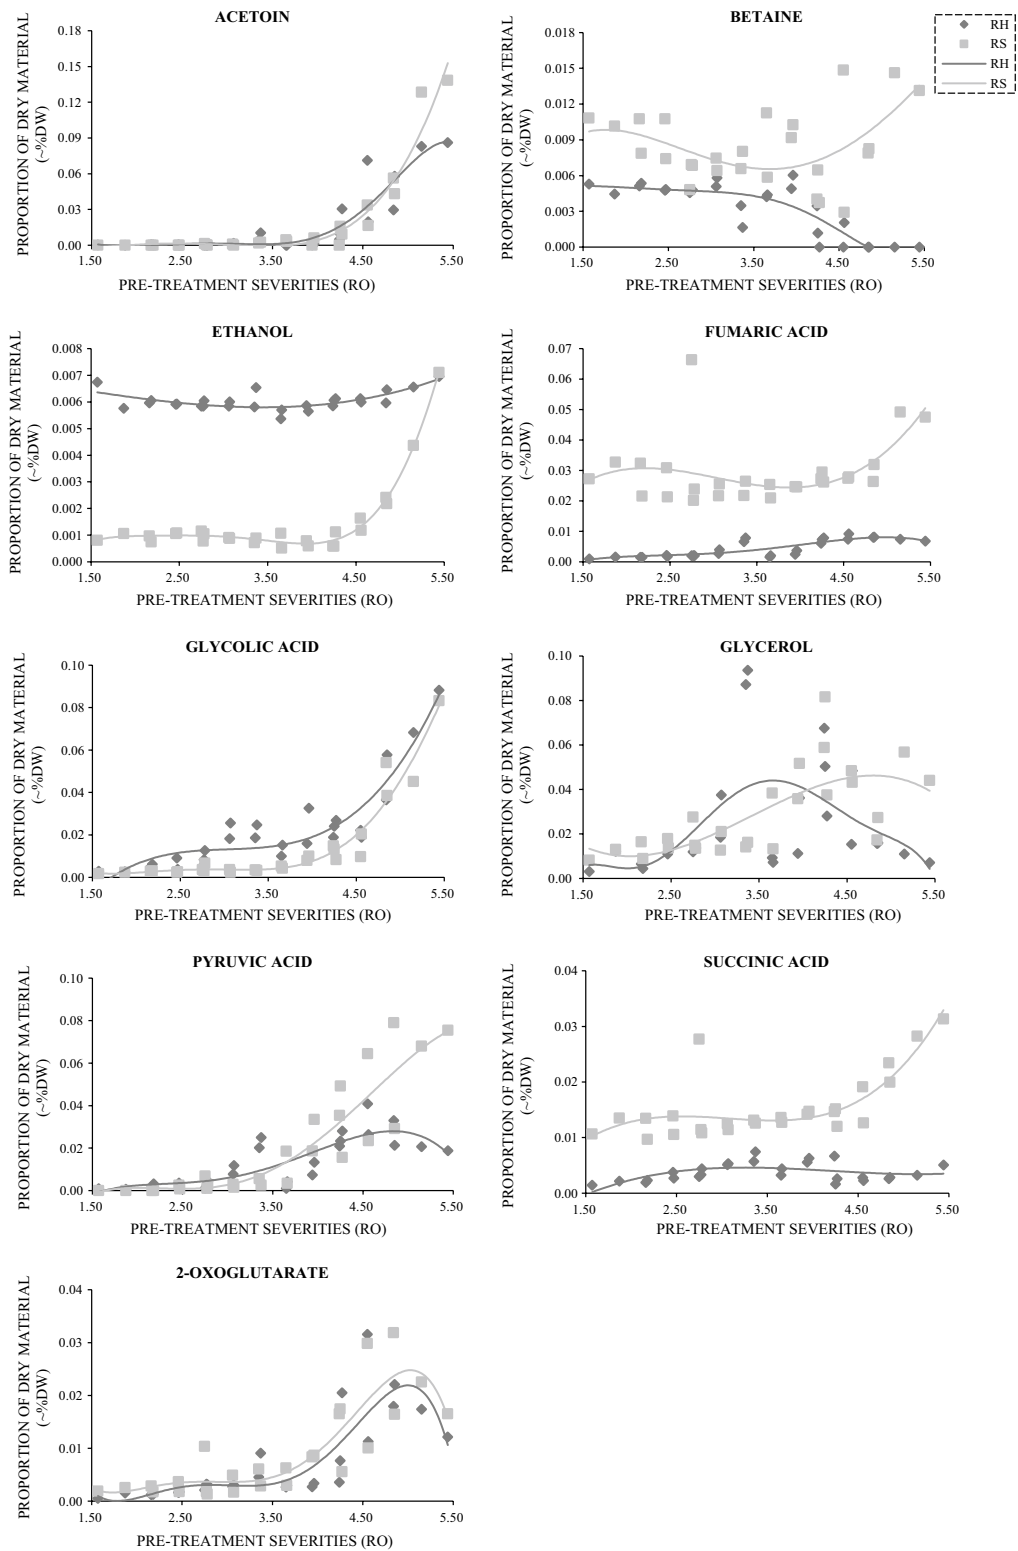 ACETOIN
PROPORTION OF DRY MATERIAL
(~%DW)
0.18
0.15
0.12
0.09
0.06
0.03
0.00
1.50 2.50 3.50 4.50 5.50
PRE-TREATMENT SEVERITIES (RO)
BETAINE
PROPORTION OF DRY MATERIAL
(~%DW)
0.018
0.015
0.012
0.009
0.006
0.003
0.000
1.50 2.50 3.50 4.50 5.50
PRE-TREATMENT SEVERITIES (RO)
RH
RS
RH
RS
ETHANOL
PROPORTION OF DRY MATERIAL
(~%DW)
0.008
0.007
0.006
0.005
0.004
0.003
0.002
0.001
0.000
1.50 2.50 3.50 4.50 5.50
PRE-TREATMENT SEVERITIES (RO)
FUMARIC ACID
PROPORTION OF DRY MATERIAL
(~%DW)
0.07
0.06
0.05
0.04
0.03
0.02
0.01
0.00
1.50 2.50 3.50 4.50 5.50
PRE-TREATMENT SEVERITIES (RO)
GLYCOLIC ACID
PROPORTION OF DRY MATERIAL
(~%DW)
0.10
0.08
0.06
0.04
0.02
0.00
1.50 2.50 3.50 4.50 5.50
PRE-TREATMENT SEVERITIES (RO)
GLYCEROL
PROPORTION OF DRY MATERIAL
(~%DW)
0.10
0.08
0.06
0.04
0.02
0.00
1.50 2.50 3.50 4.50 5.50
PRE-TREATMENT SEVERITIES (RO)
PYRUVIC ACID
PROPORTION OF DRY MATERIAL
(~%DW)
0.10
0.08
0.06
0.04
0.02
0.00
1.50 2.50 3.50 4.50 5.50
PRE-TREATMENT SEVERITIES (RO)
SUCCINIC ACID
PROPORTION OF DRY MATERIAL
(~%DW)
0.04
0.03
0.02
0.01
0.00
1.50 2.50 3.50 4.50 5.50
PRE-TREATMENT SEVERITIES (RO)
2-OXOGLUTARATE
PROPORTION OF DRY MATERIAL
(~%DW)
0.04
0.03
0.02
0.01
0.00
1.50 2.50 3.50 4.50 5.50
PRE-TREATMENT SEVERITIES (RO)